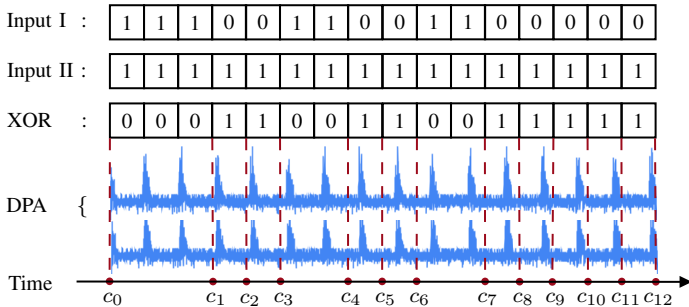 Input I : 1 1 1 0 0 1 1 0 0 1 1 0 0 0 0 0
Input II : 1 1 1 1 1 1 1 1 1 1 1 1 1 1 1 1
XOR : 0 0 0 1 1 0 0 1 1 0 0 1 1 1 1 1
DPA {
Time
c0 c1 c2 c3 c4 c5 c6 c7 c8 c9 c10 c11 c12